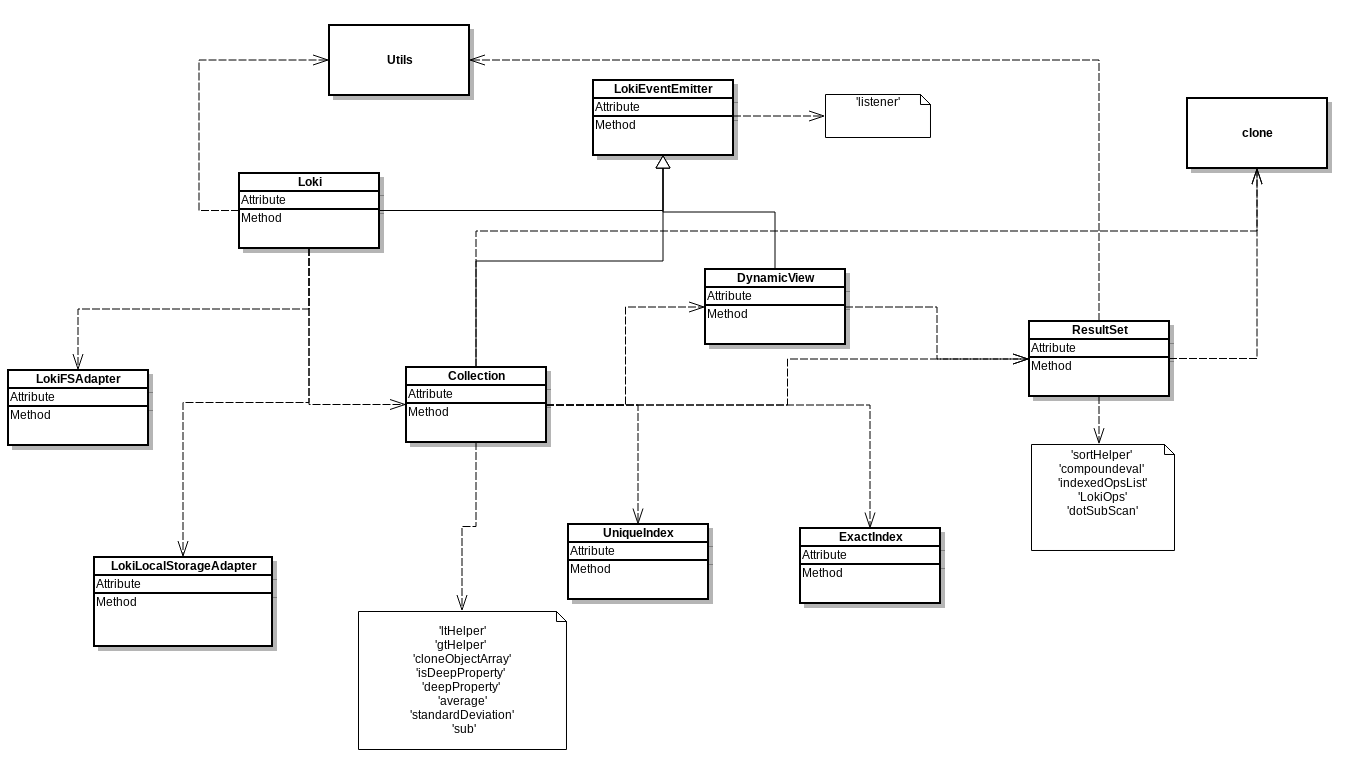 Utils
LokiEventEmitter
Attribute
Method
'listener'
clone
Loki
Attribute
Method
DynamicView
Attribute
Method
ResultSet
Attribute
Method
LokiFSAdapter
Attribute
Method
Collection
Attribute
Method
'sortHelper'
'compoundeval'
'indexedOpsList'
'LokiOps'
'dotSubScan'
UniqueIndex
Attribute
Method
ExactIndex
Attribute
Method
LokiLocalStorageAdapter
Attribute
Method
'ltHelper'
'gtHelper'
'cloneObjectArray'
'isDeepProperty'
'deepProperty'
'average'
'standardDeviation'
'sub'